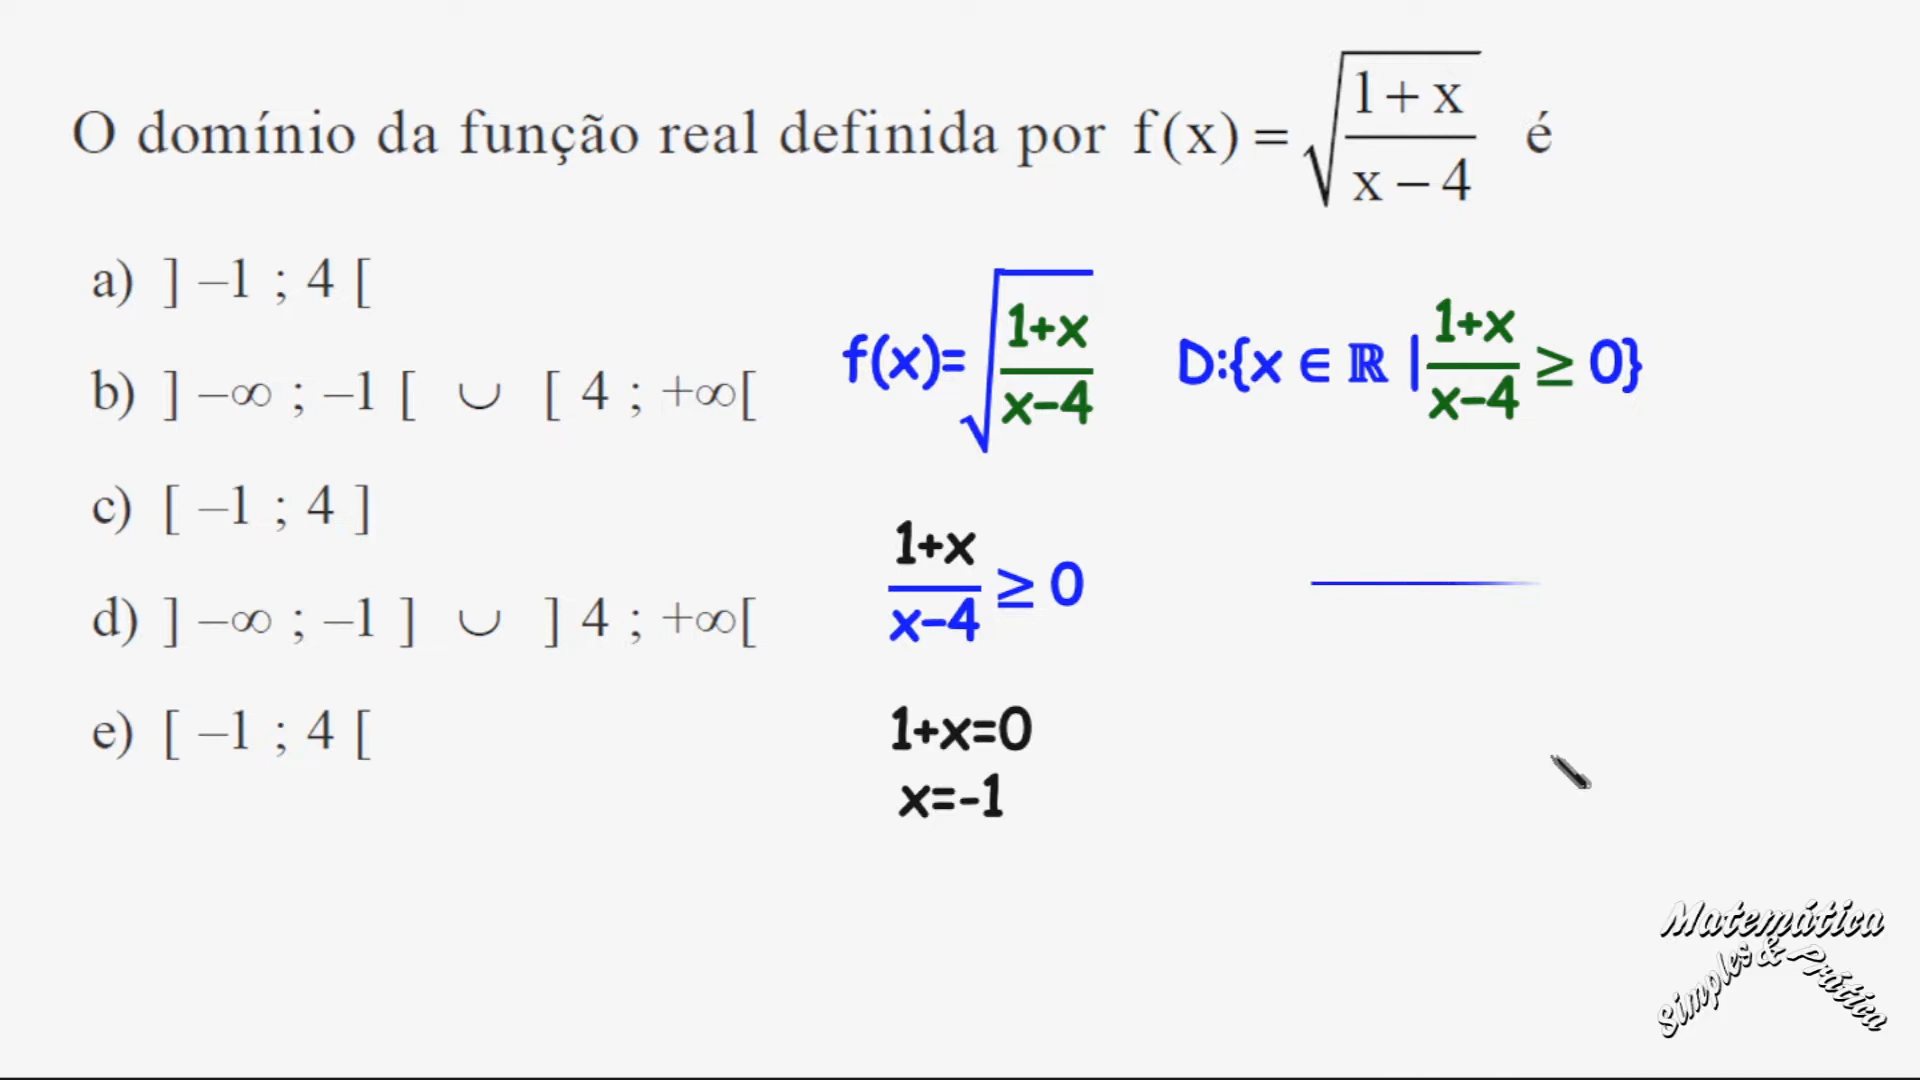 O domínio da função real definida por f(x) = √((1+x)/(x−4)) é
a) ] –1 ; 4 [
b) ] –∞ ; –1 [ ∪ [ 4 ; +∞[
c) [ –1 ; 4 ]
d) ] –∞ ; –1 ] ∪ ] 4 ; +∞[
e) [ –1 ; 4 [
f(x)=√((1+x)/(x−4)) D:{x ∈ ℝ | (1+x)/(x−4) ≥ 0}
(1+x)/(x−4) ≥ 0
1+x=0
x=-1
Matemática
Simples & Prática